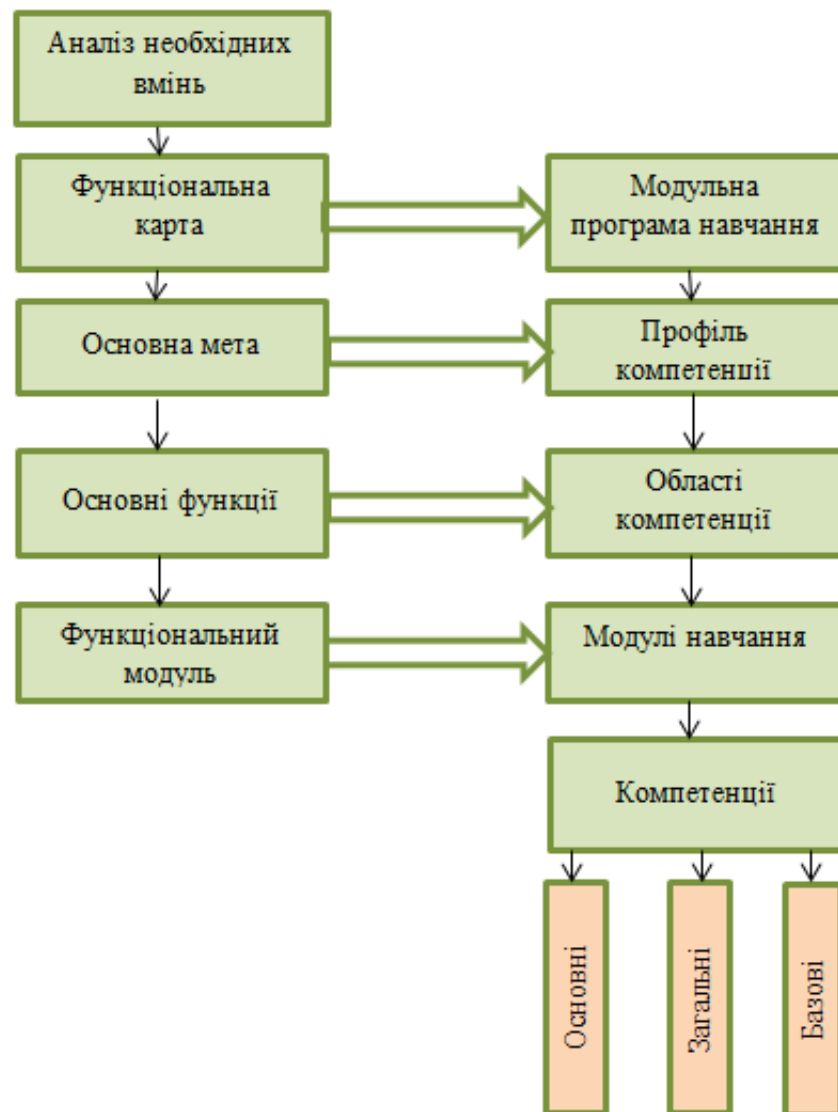 Аналіз необхідних
вмінь
Функціональна
карта
Модульна
програма навчання
Основна мета
Профіль
компетенції
Основні функції
Області
компетенції
Функціональний
модуль
Модулі навчання
Компетенції
Основні
Загальні
Базові